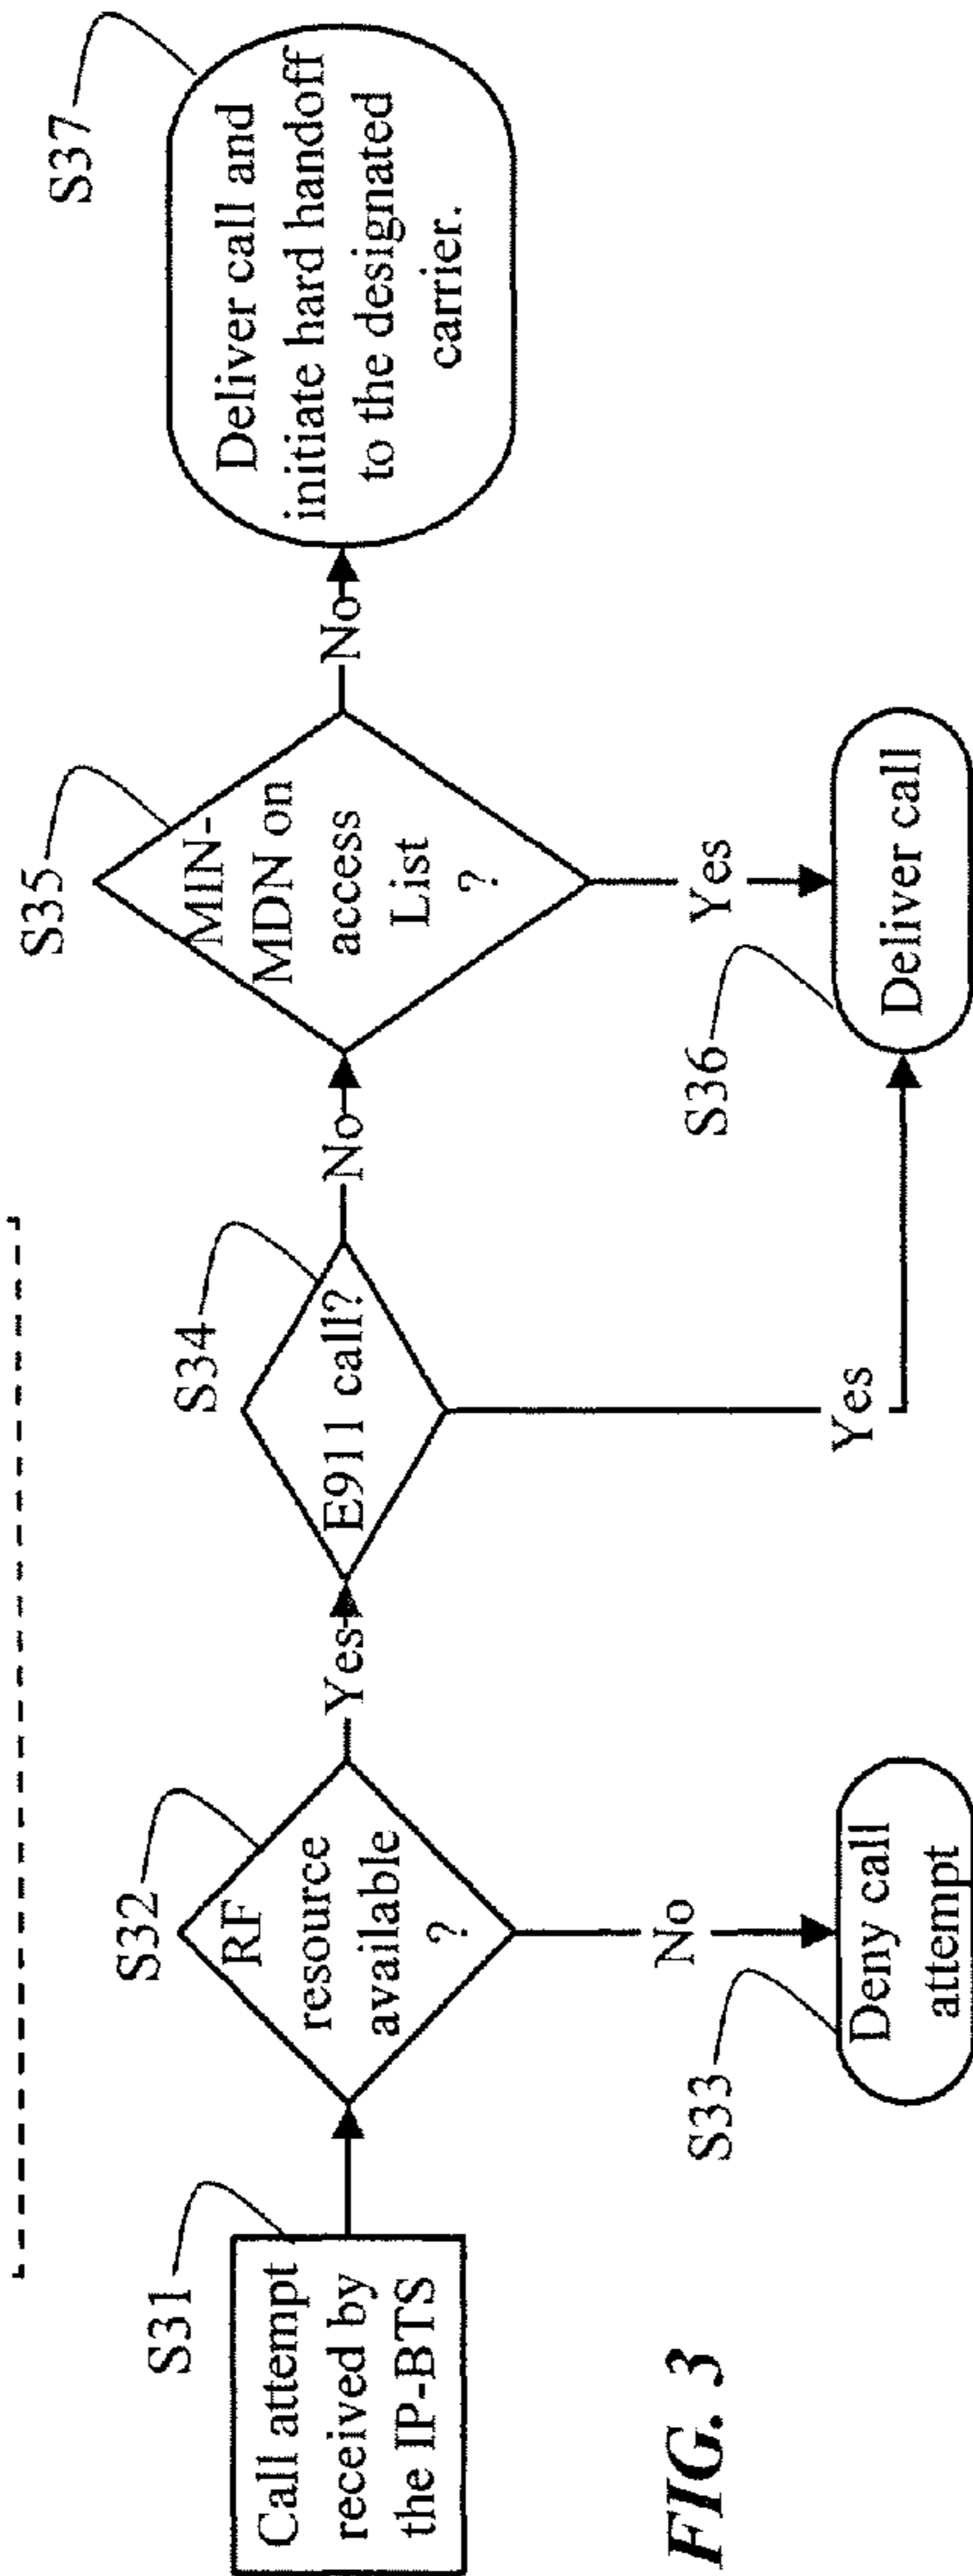 S31
Call attempt
received by
the IP-BTS
S32
RF
resource
available
?
No
S33
Deny call
attempt
Yes
S34
E911 call?
Yes
No
S35
MIN-
MDN on
access
List
?
Yes
S36
Deliver call
No
S37
Deliver call and
initiate hard handoff
to the designated
carrier.
FIG. 3